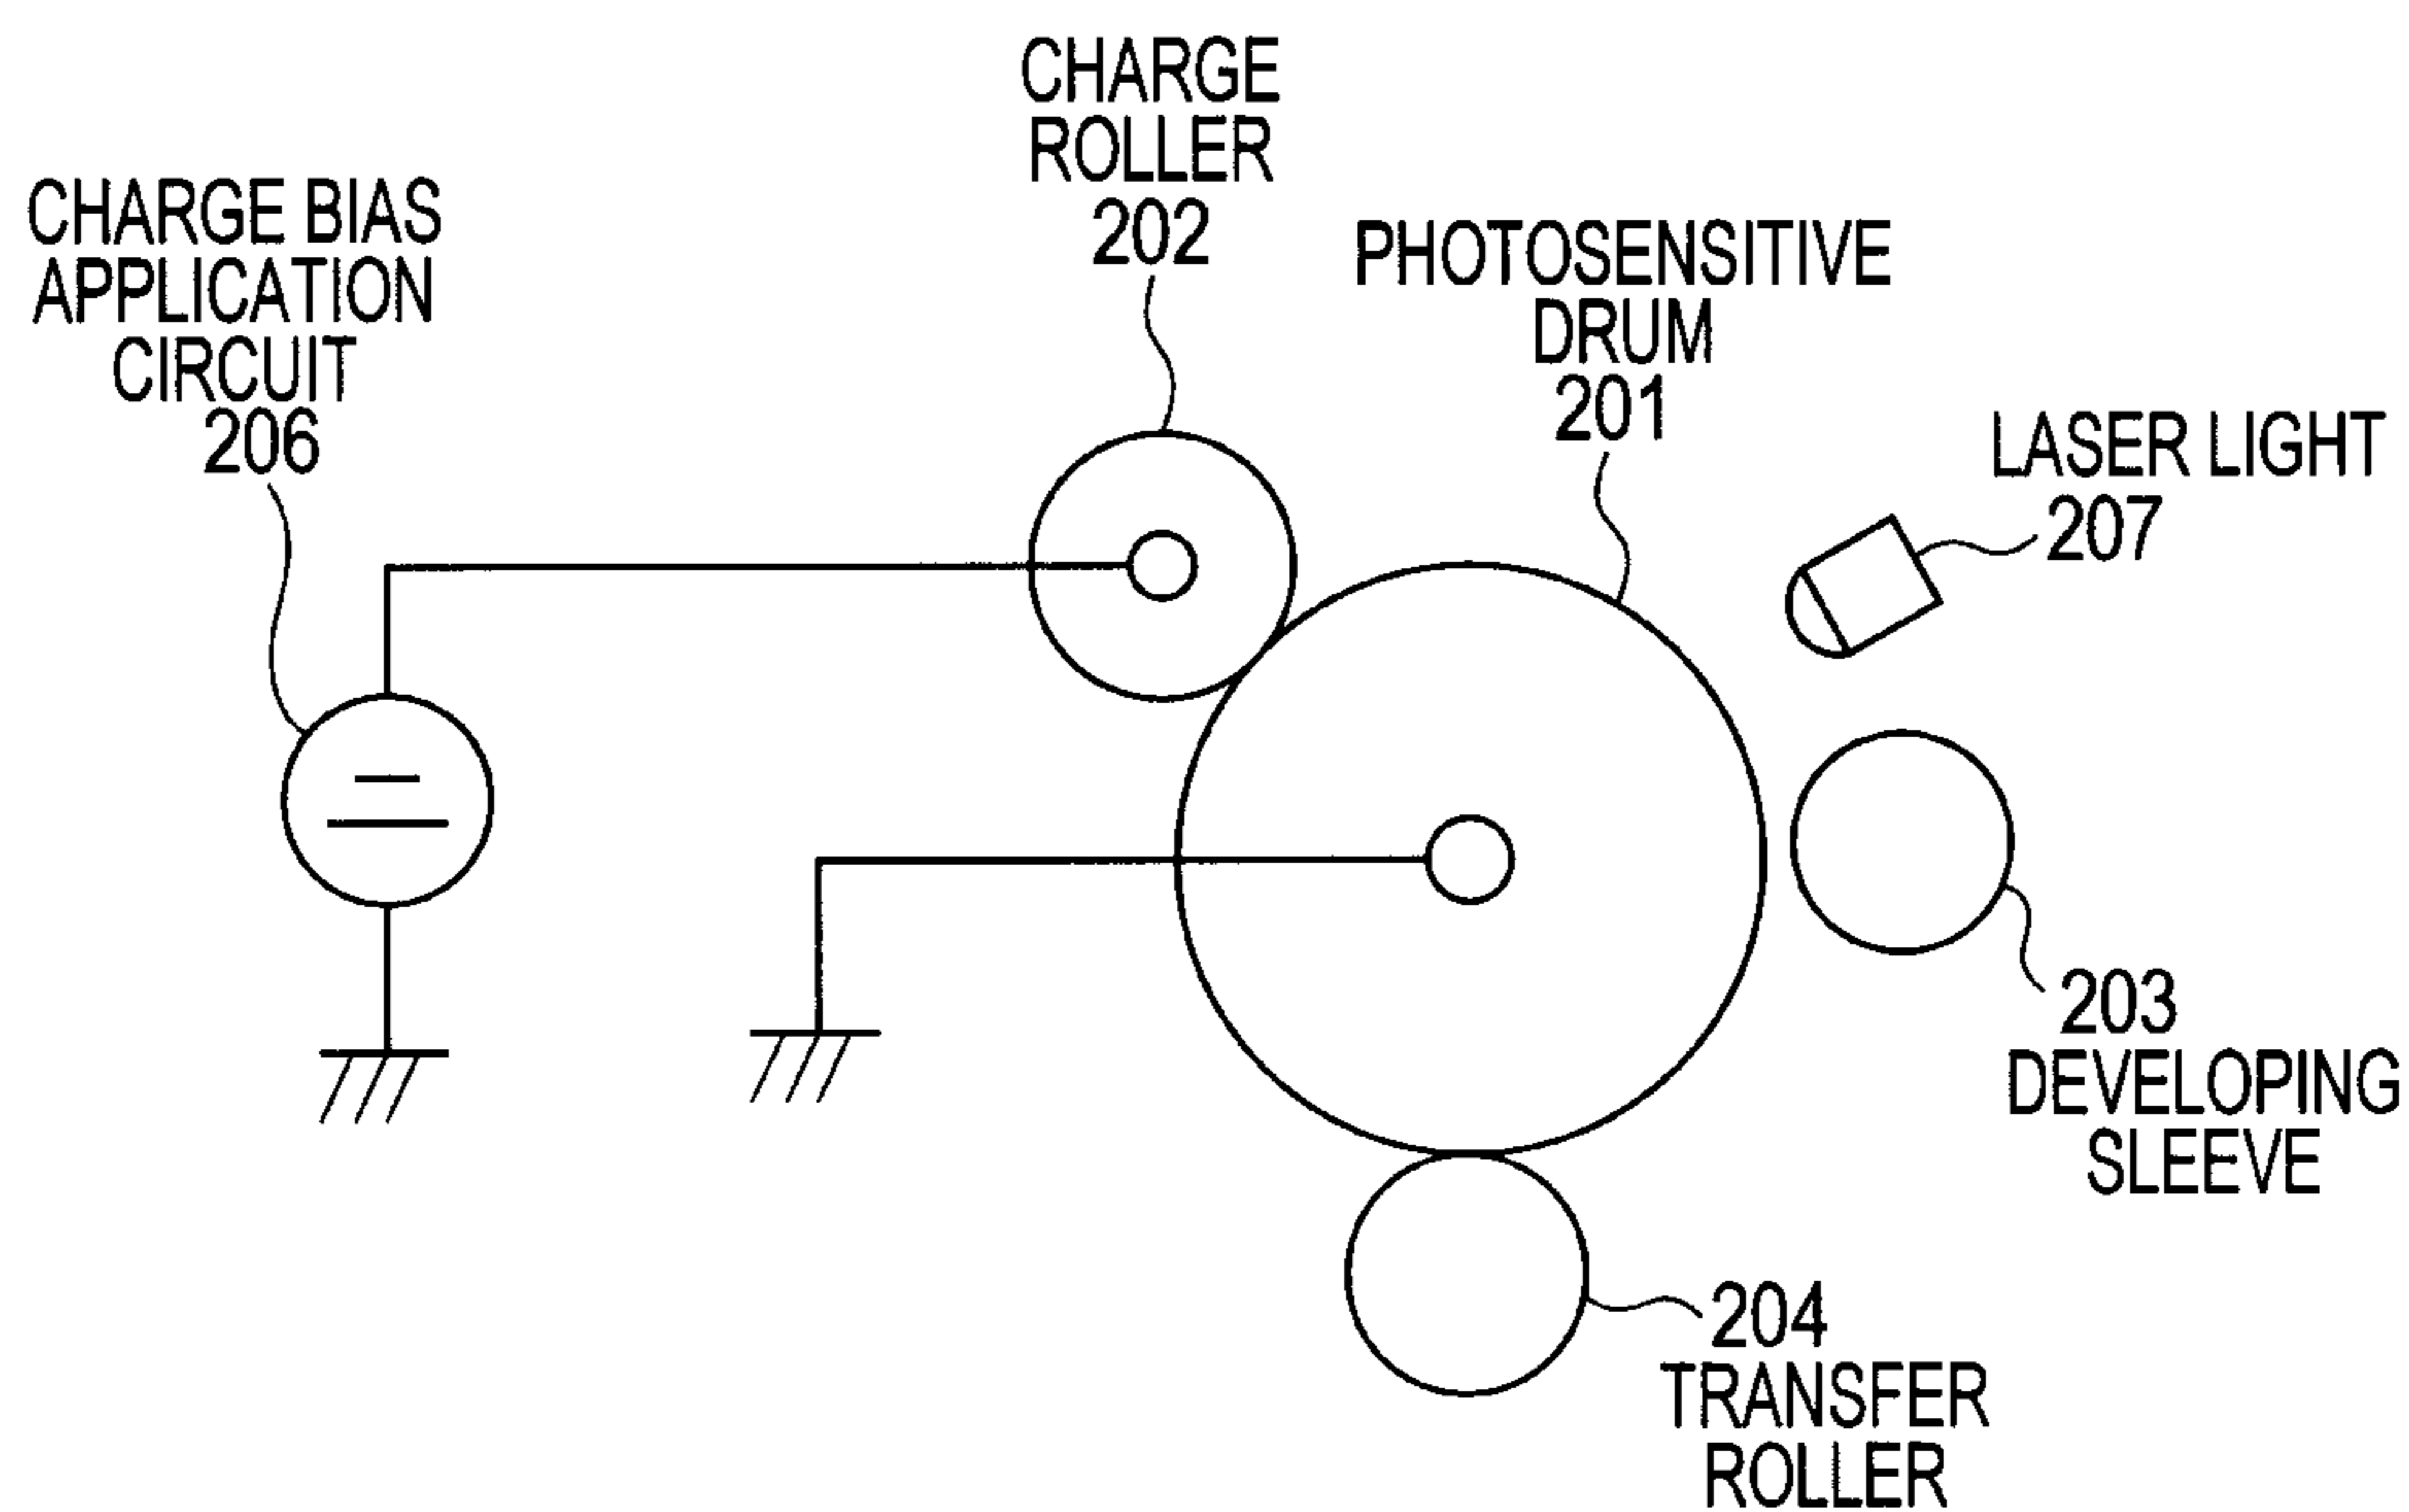 CHARGE
ROLLER
202
CHARGE BIAS
APPLICATION
CIRCUIT
206
PHOTOSENSITIVE
DRUM
201
LASER LIGHT
207
203
DEVELOPING
SLEEVE
204
TRANSFER
ROLLER